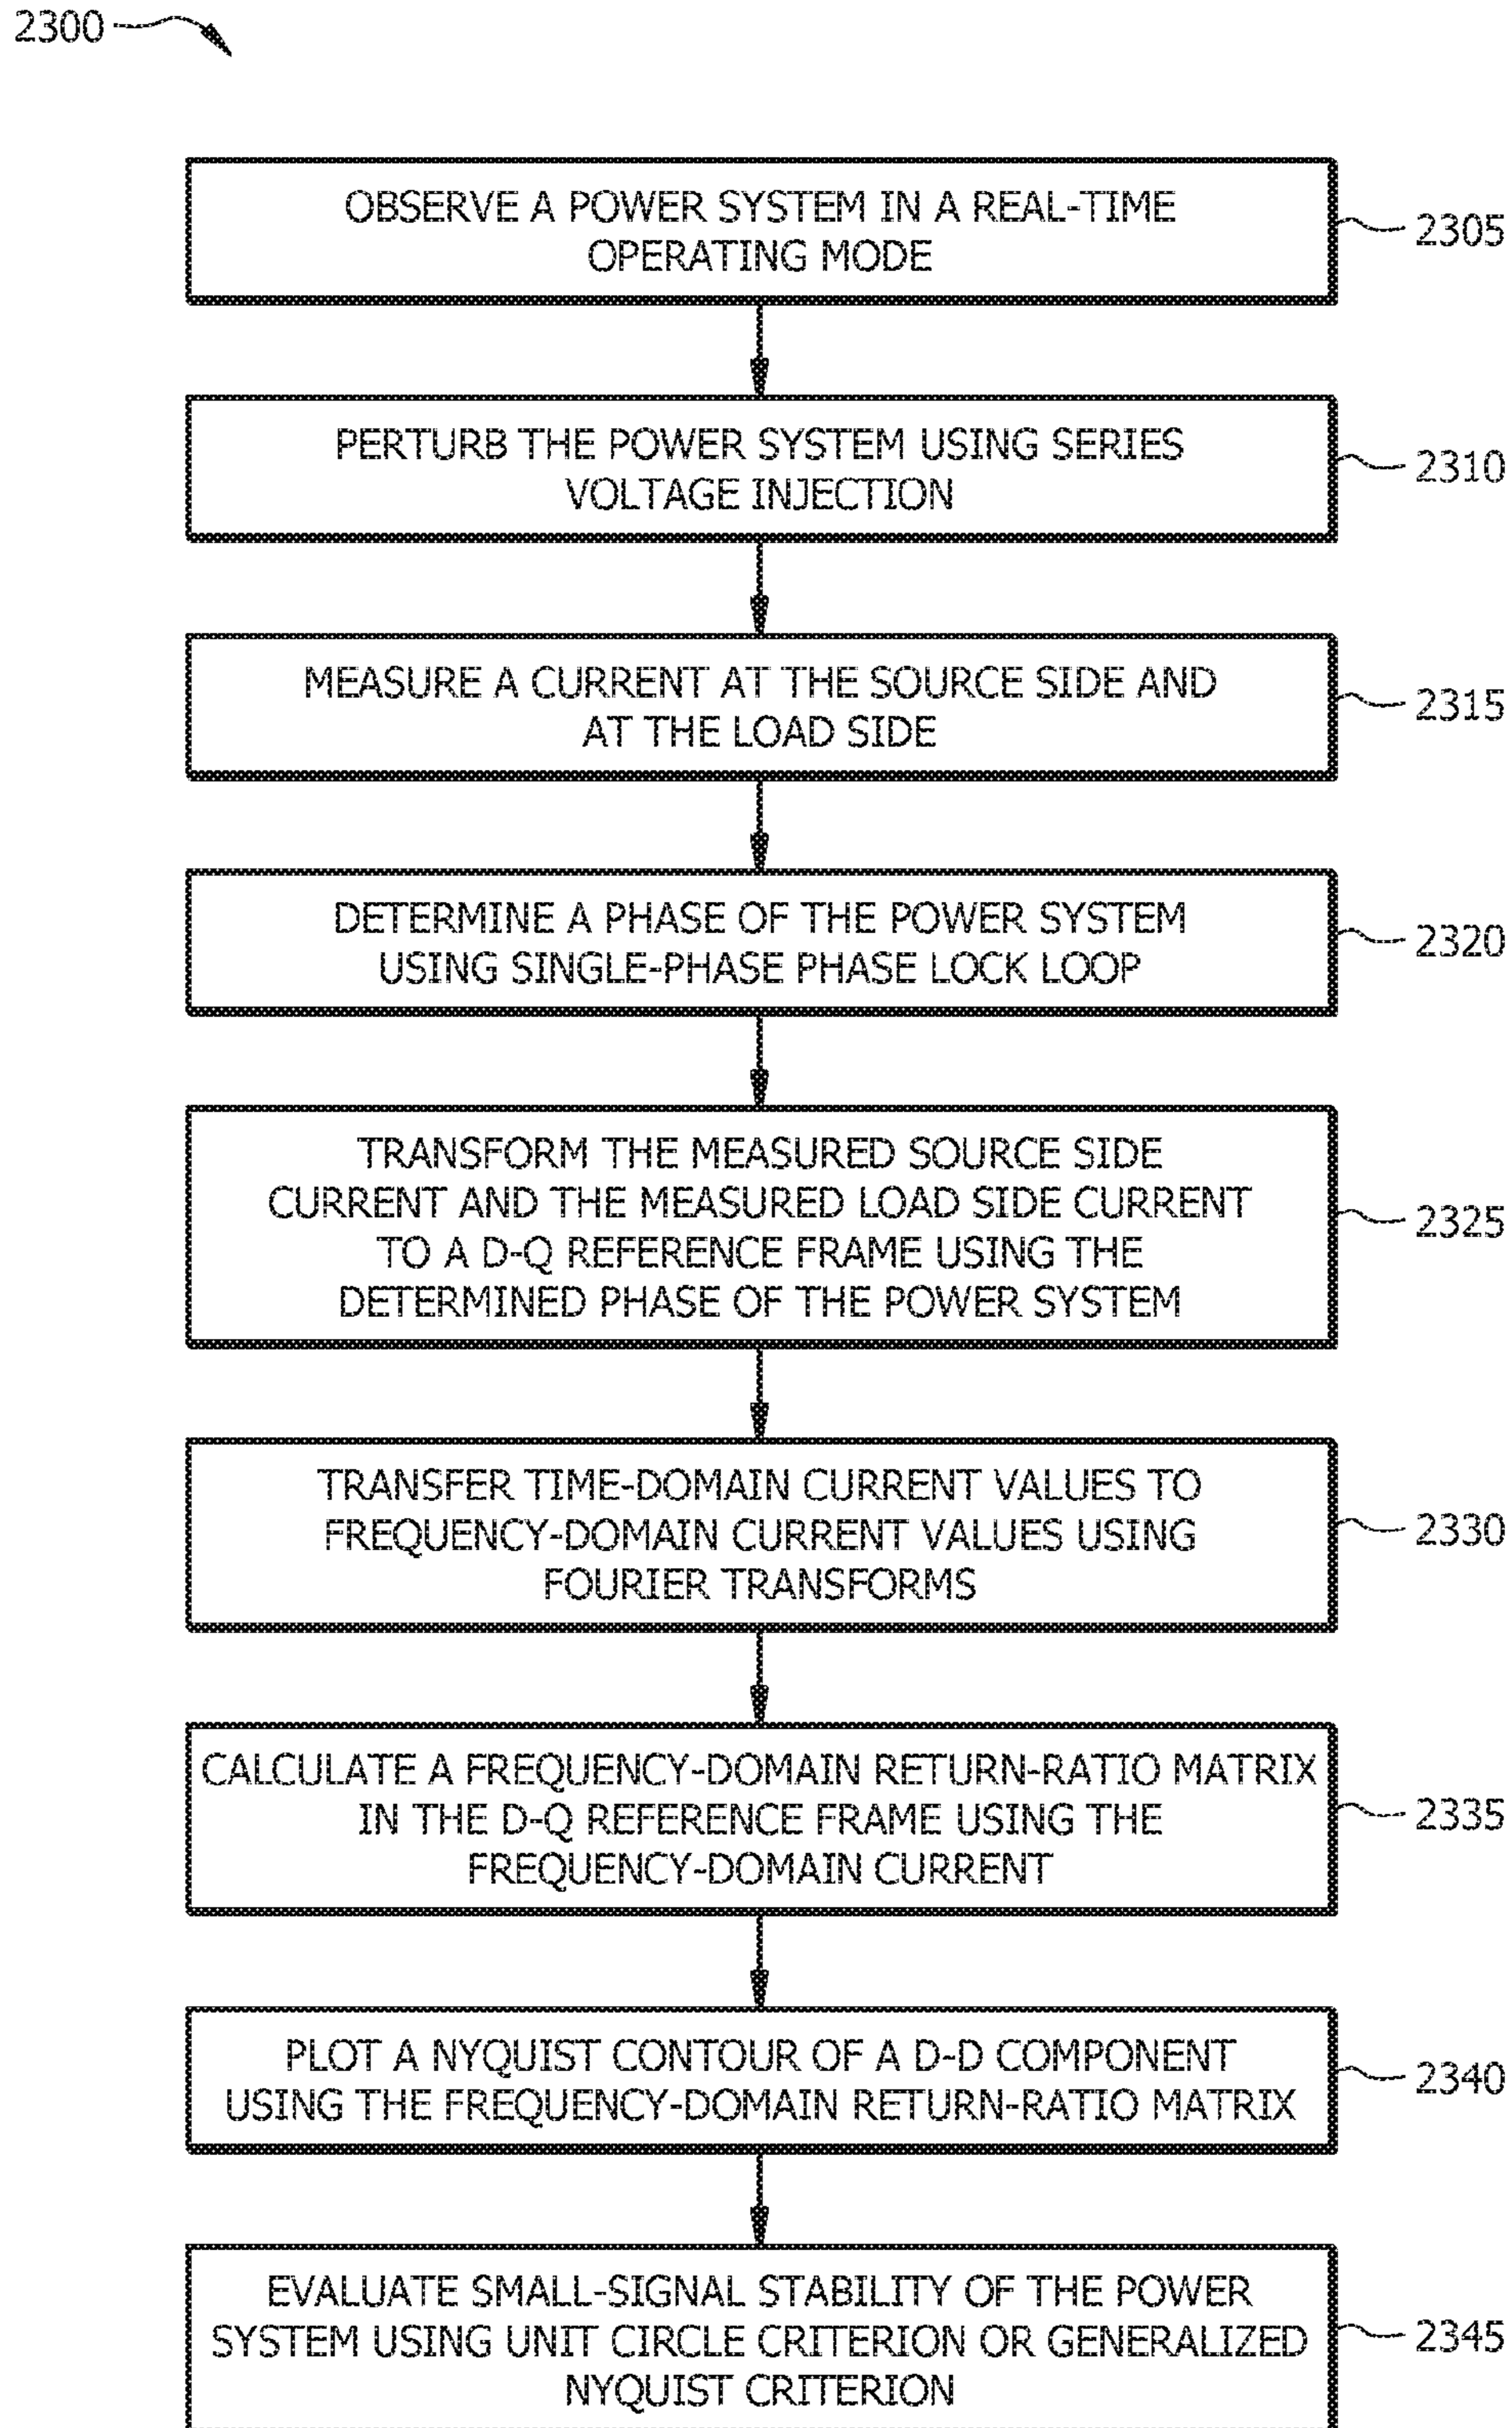 2300
OBSERVE A POWER SYSTEM IN A REAL-TIME
OPERATING MODE
2305
PERTURB THE POWER SYSTEM USING SERIES
VOLTAGE INJECTION
2310
MEASURE A CURRENT AT THE SOURCE SIDE AND
AT THE LOAD SIDE
2315
DETERMINE A PHASE OF THE POWER SYSTEM
USING SINGLE-PHASE PHASE LOCK LOOP
2320
TRANSFORM THE MEASURED SOURCE SIDE
CURRENT AND THE MEASURED LOAD SIDE CURRENT
TO A D-Q REFERENCE FRAME USING THE
DETERMINED PHASE OF THE POWER SYSTEM
2325
TRANSFER TIME-DOMAIN CURRENT VALUES TO
FREQUENCY-DOMAIN CURRENT VALUES USING
FOURIER TRANSFORMS
2330
CALCULATE A FREQUENCY-DOMAIN RETURN-RATIO MATRIX
IN THE D-Q REFERENCE FRAME USING THE
FREQUENCY-DOMAIN CURRENT
2335
PLOT A NYQUIST CONTOUR OF A D-D COMPONENT
USING THE FREQUENCY-DOMAIN RETURN-RATIO MATRIX
2340
EVALUATE SMALL-SIGNAL STABILITY OF THE POWER
SYSTEM USING UNIT CIRCLE CRITERION OR GENERALIZED
NYQUIST CRITERION
2345